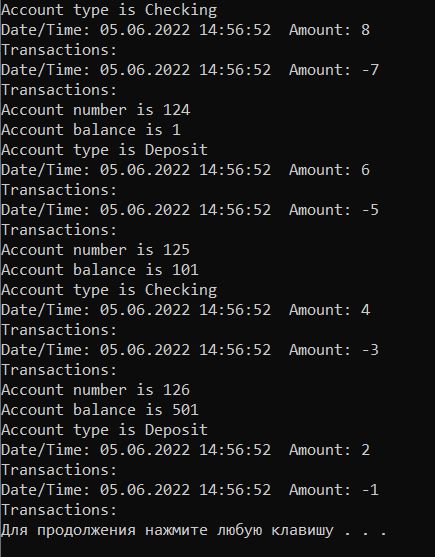 Account type is Checking
Date/Time: 05.06.2022 14:56:52  Amount: 8
Transactions:
Date/Time: 05.06.2022 14:56:52  Amount: -7
Transactions:
Account number is 124
Account balance is 1
Account type is Deposit
Date/Time: 05.06.2022 14:56:52  Amount: 6
Transactions:
Date/Time: 05.06.2022 14:56:52  Amount: -5
Transactions:
Account number is 125
Account balance is 101
Account type is Checking
Date/Time: 05.06.2022 14:56:52  Amount: 4
Transactions:
Date/Time: 05.06.2022 14:56:52  Amount: -3
Transactions:
Account number is 126
Account balance is 501
Account type is Deposit
Date/Time: 05.06.2022 14:56:52  Amount: 2
Transactions:
Date/Time: 05.06.2022 14:56:52  Amount: -1
Transactions:
Для продолжения нажмите любую клавишу . . .